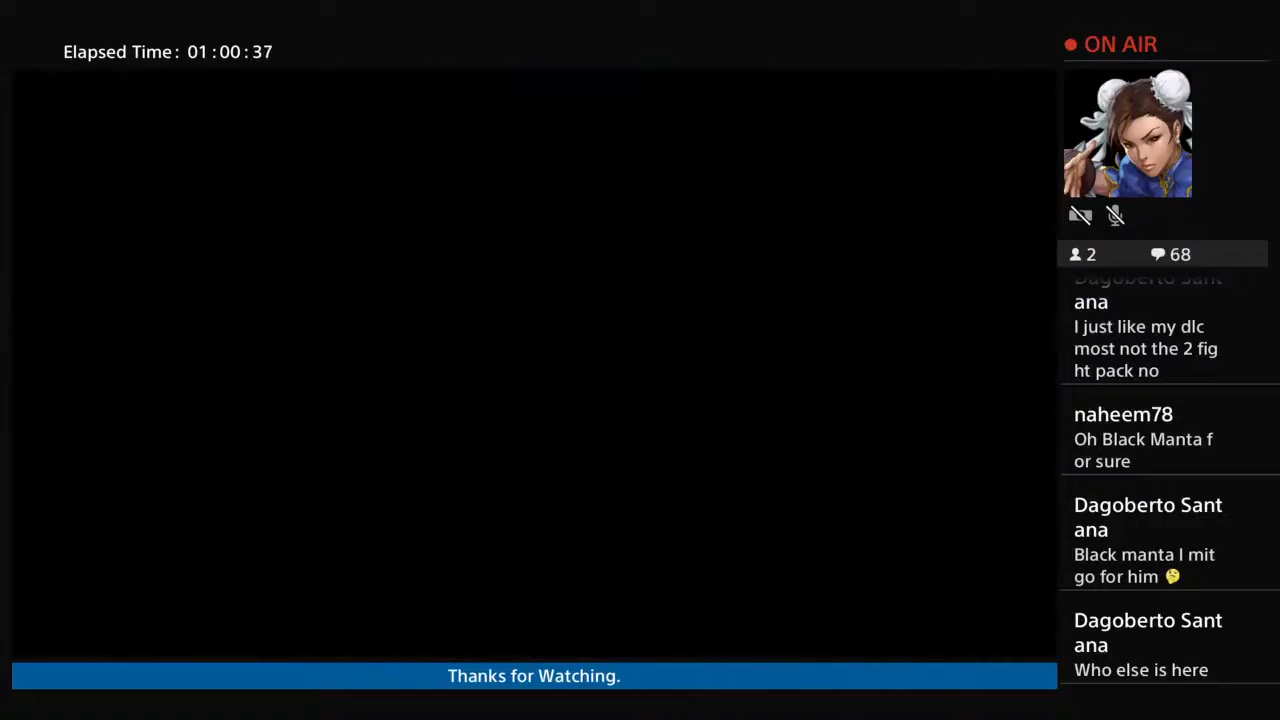 Elapsed Time: 01:00:37
ON AIR
2
68
Dagoberto Sant
ana
I just like my dlc
most not the 2 fig
ht pack no
naheem78
Oh Black Manta f
or sure
Dagoberto Sant
ana
Black manta I mit
go for him 🤔
Dagoberto Sant
ana
Who else is here
Thanks for Watching.